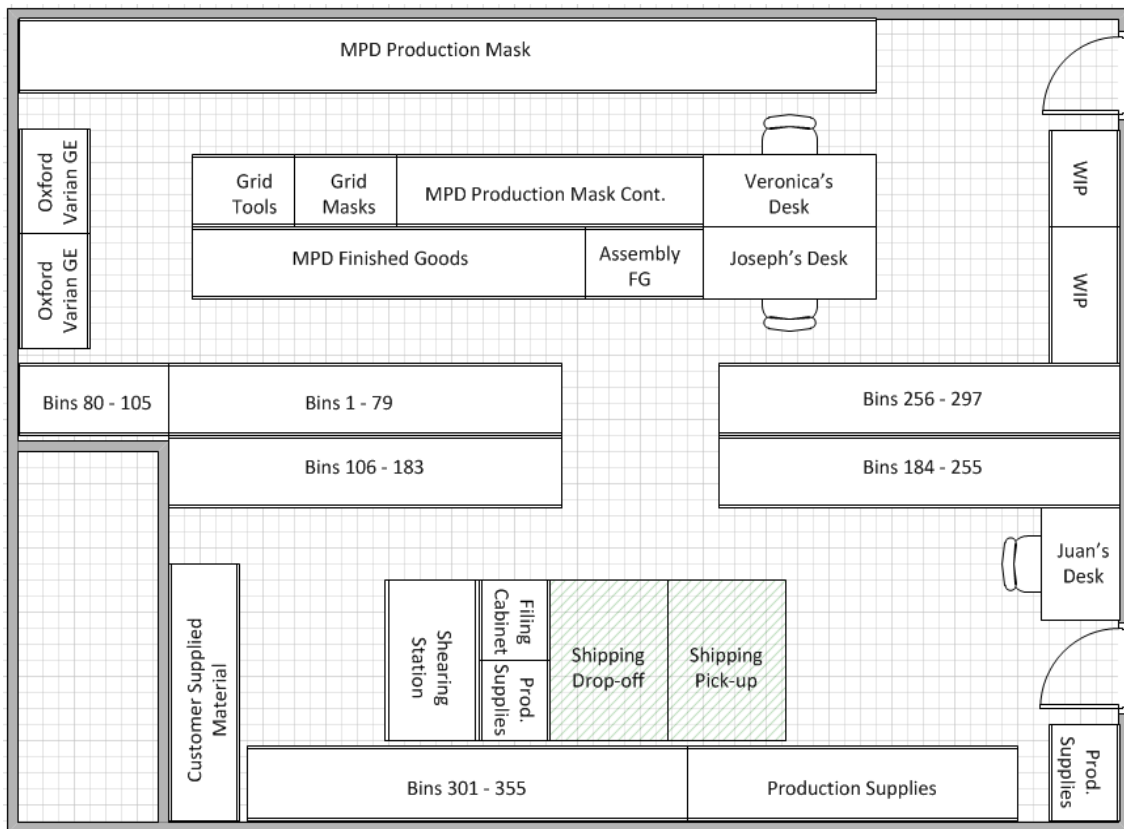 MPD Production Mask
Oxford
Varian GE
Grid
Tools
Grid
Masks
MPD Production Mask Cont.
Veronica's
Desk
WIP
MPD Finished Goods
Assembly
FG
Joseph's Desk
Oxford
Varian GE
WIP
Bins 80 - 105
Bins 1 - 79
Bins 256 - 297
Bins 106 - 183
Bins 184 - 255
Juan's
Desk
Customer Supplied
Material
Shearing
Station
Filing
Cabinet
Prod.
Supplies
Shipping
Drop-off
Shipping
Pick-up
Bins 301 - 355
Production Supplies
Prod.
Supplies